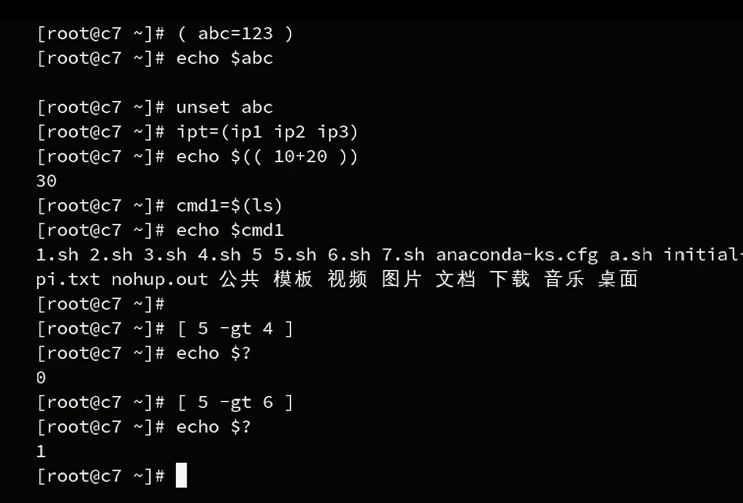 [root@c7 ~]# ( abc=123 )
[root@c7 ~]# echo $abc
[root@c7 ~]# unset abc
[root@c7 ~]# ipt=(ip1 ip2 ip3)
[root@c7 ~]# echo $(( 10+20 ))
30
[root@c7 ~]# cmd1=$(ls)
[root@c7 ~]# echo $cmd1
1.sh 2.sh 3.sh 4.sh 5 5.sh 6.sh 7.sh anaconda-ks.cfg a.sh initial-
pi.txt nohup.out 公共 模板 视频 图片 文档 下载 音乐 桌面
[root@c7 ~]#
[root@c7 ~]# [ 5 -gt 4 ]
[root@c7 ~]# echo $?
0
[root@c7 ~]# [ 5 -gt 6 ]
[root@c7 ~]# echo $?
1
[root@c7 ~]#